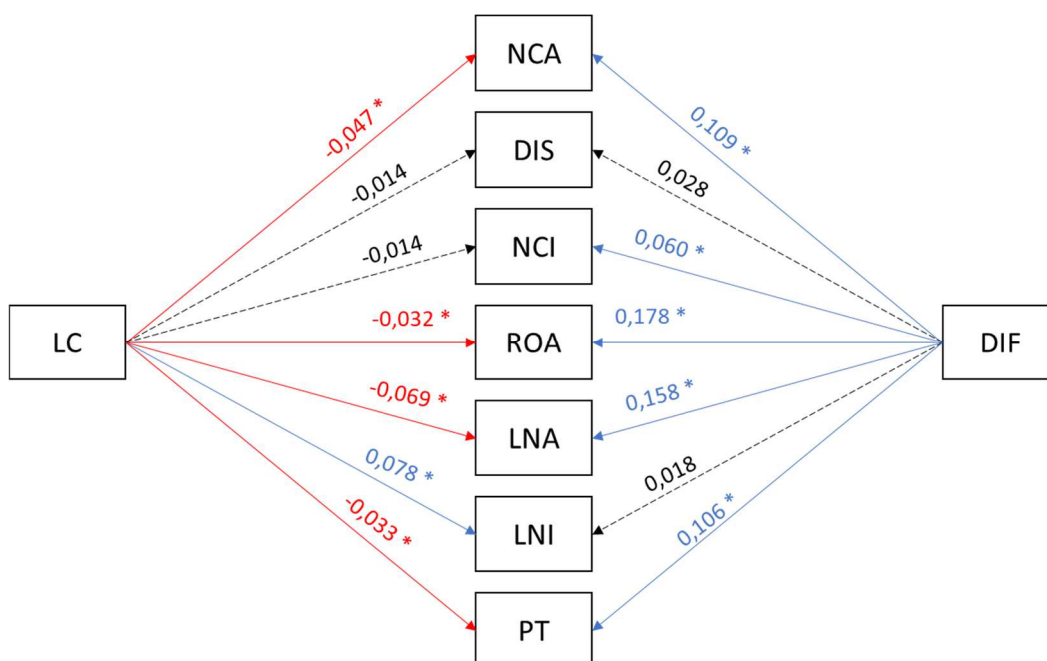 NCA
-0,047 *
0,109 *
DIS
-0,014
0,028
NCI
-0,014
0,060 *
LC
-0,032 *
ROA
0,178 *
DIF
-0,069 *
LNA
0,158 *
0,078 *
LNI
0,018
-0,033 *
PT
0,106 *